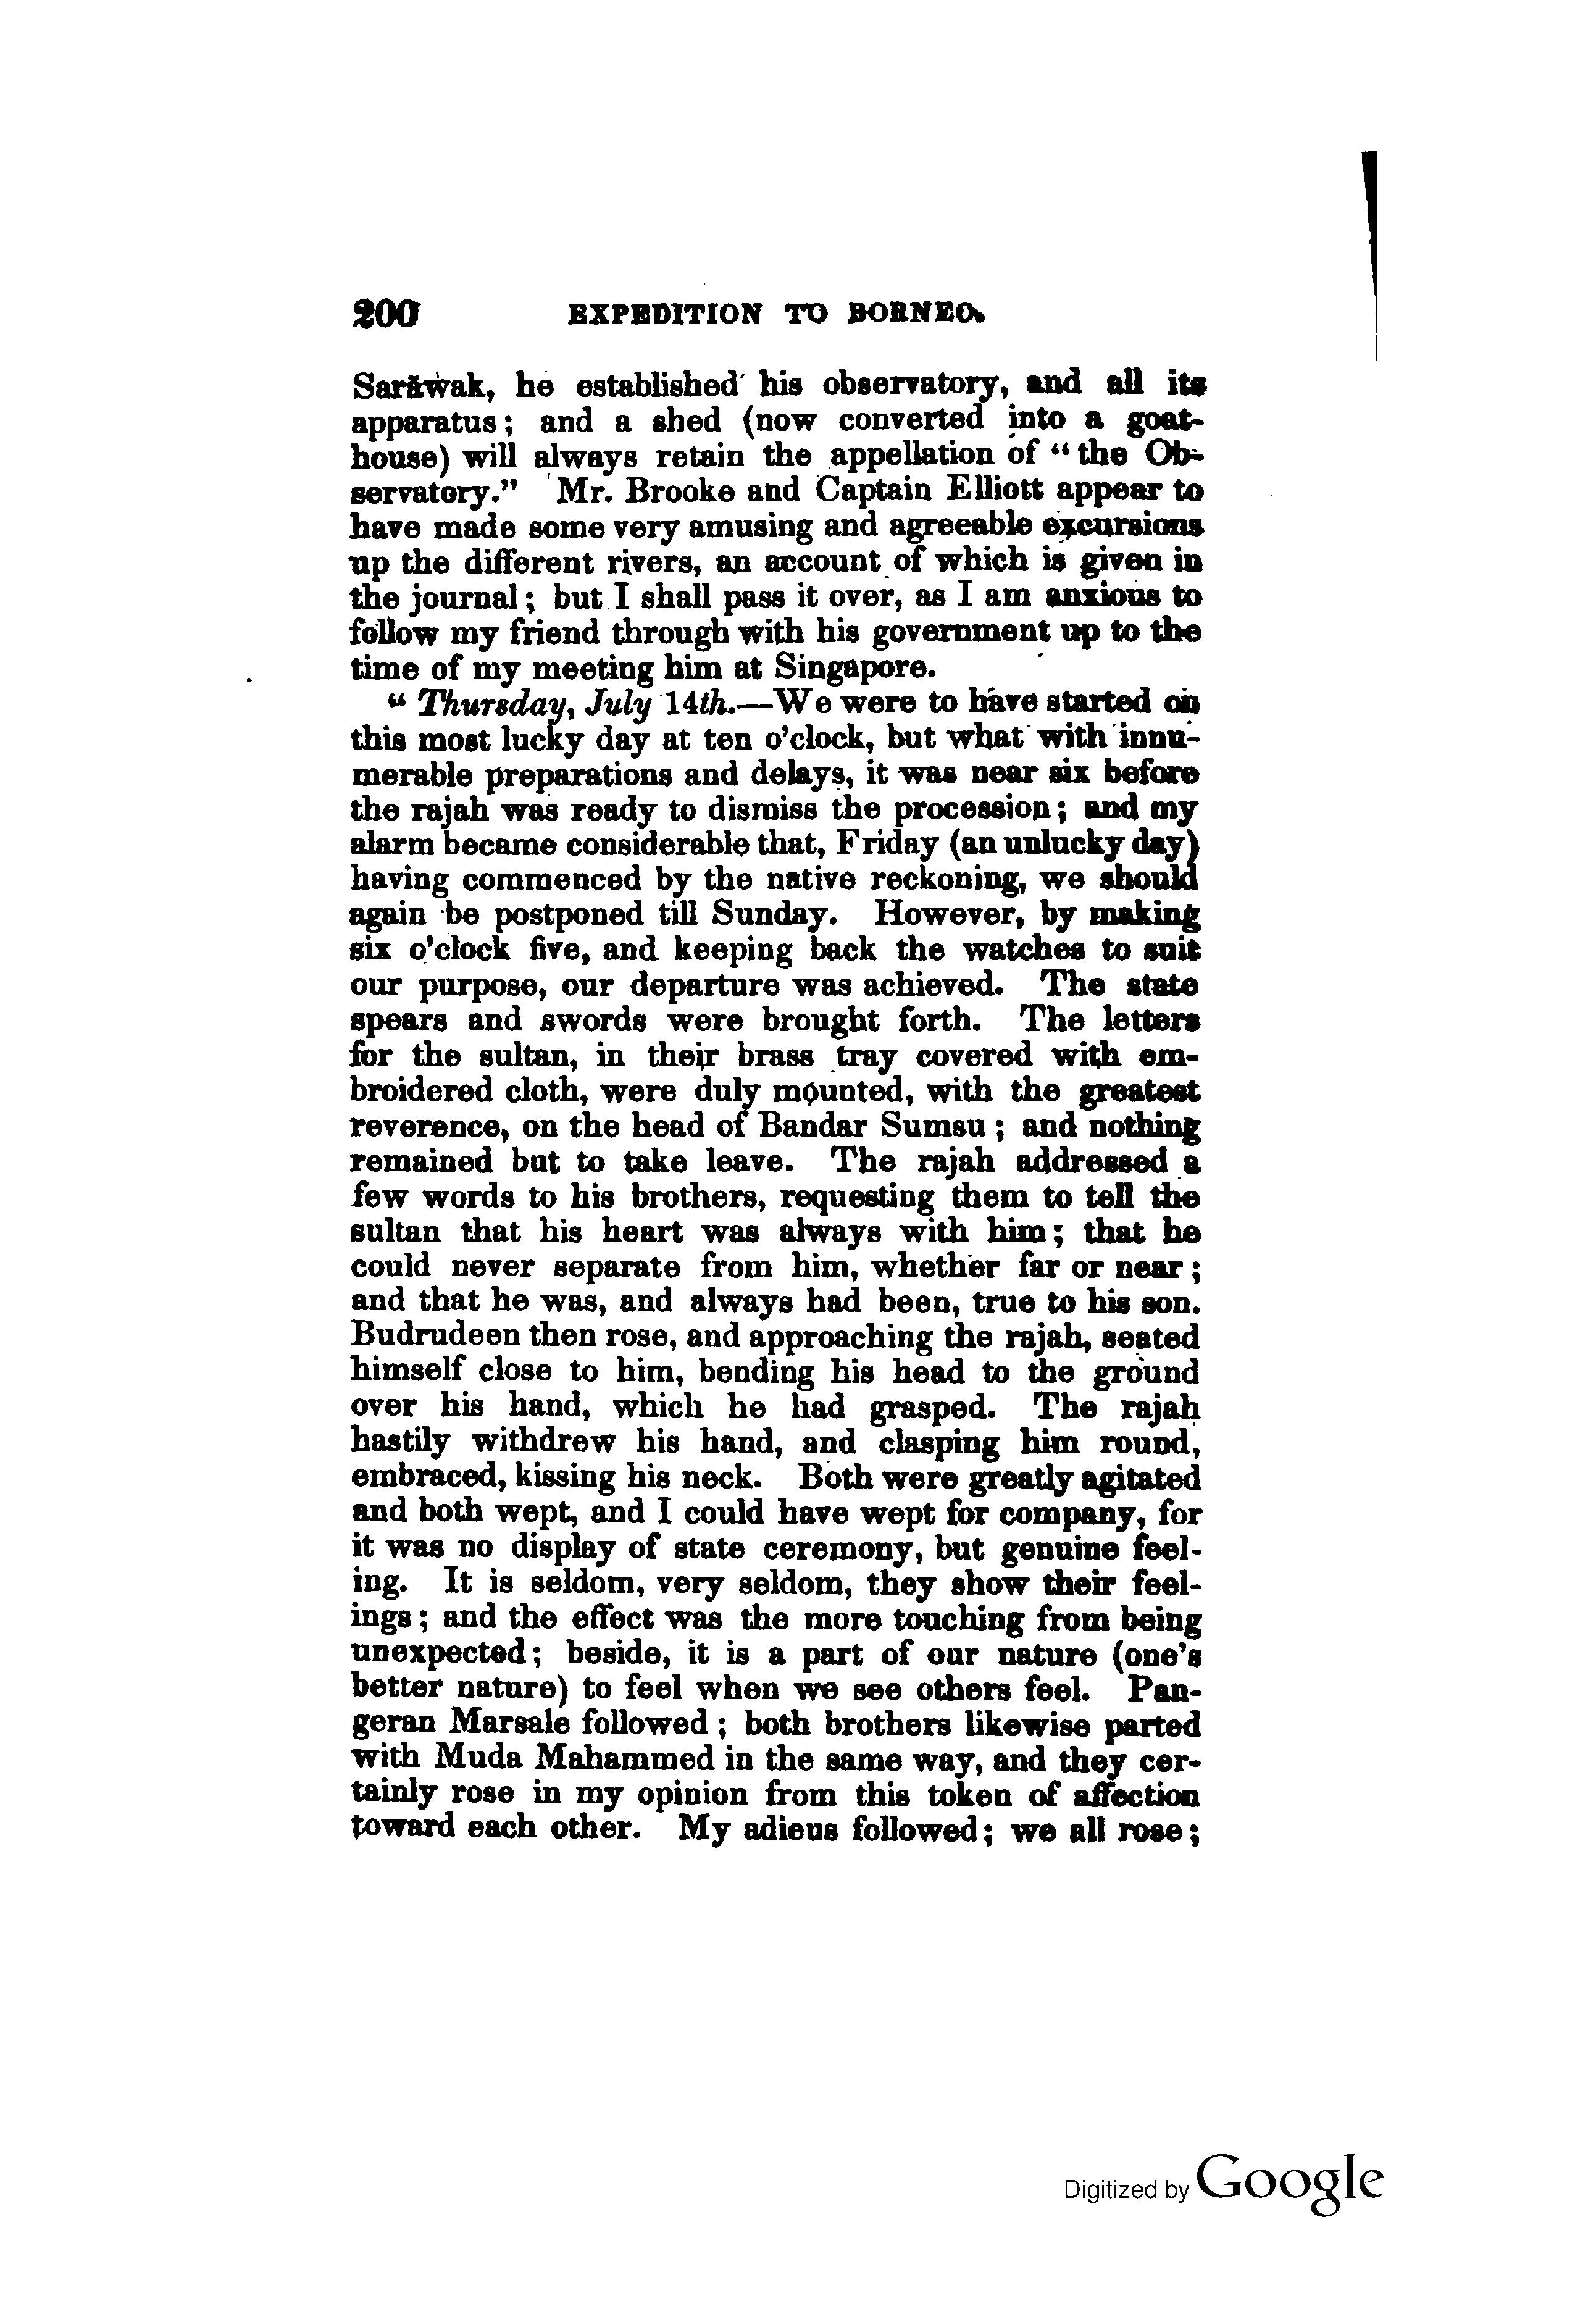 200 EXPEDITION TO BORNEO.
Sarāwak, he established his observatory, and all its
apparatus; and a shed (now converted into a goat-
house) will always retain the appellation of “the Ob-
servatory.” Mr. Brooke and Captain Elliott appear to
have made some very amusing and agreeable excursions
up the different rivers, an account of which is given in
the journal; but I shall pass it over, as I am anxious to
follow my friend through with his government up to the
time of my meeting him at Singapore.
“Thursday, July 14th.—We were to have started on
this most lucky day at ten o’clock, but what with innu-
merable preparations and delays, it was near six before
the rajah was ready to dismiss the procession; and my
alarm became considerable that, Friday (an unlucky day)
having commenced by the native reckoning, we should
again be postponed till Sunday. However, by making
six o’clock five, and keeping back the watches to suit
our purpose, our departure was achieved. The state
spears and swords were brought forth. The letters
for the sultan, in their brass tray covered with em-
broidered cloth, were duly mounted, with the greatest
reverence, on the head of Bandar Sumsu; and nothing
remained but to take leave. The rajah addressed a
few words to his brothers, requesting them to tell the
sultan that his heart was always with him; that he
could never separate from him, whether far or near;
and that he was, and always had been, true to his son.
Budrudeen then rose, and approaching the rajah, seated
himself close to him, bending his head to the ground
over his hand, which he had grasped. The rajah
hastily withdrew his hand, and clasping him round,
embraced, kissing his neck. Both were greatly agitated
and both wept, and I could have wept for company, for
it was no display of state ceremony, but genuine feel-
ing. It is seldom, very seldom, they show their feel-
ings; and the effect was the more touching from being
unexpected; beside, it is a part of our nature (one’s
better nature) to feel when we see others feel. Pan-
geran Marsale followed; both brothers likewise parted
with Muda Mahammed in the same way, and they cer-
tainly rose in my opinion from this token of affection
toward each other. My adieus followed; we all rose;
Digitized by Google